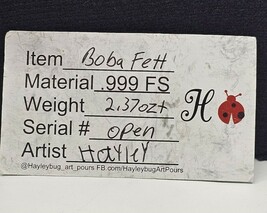 Item Boba Fett
Material .999 FS
Weight 2.37ozt
Serial # open
Artist Hayley
H
@Hayleybug_art_pours FB.com/HayleybugArtPours